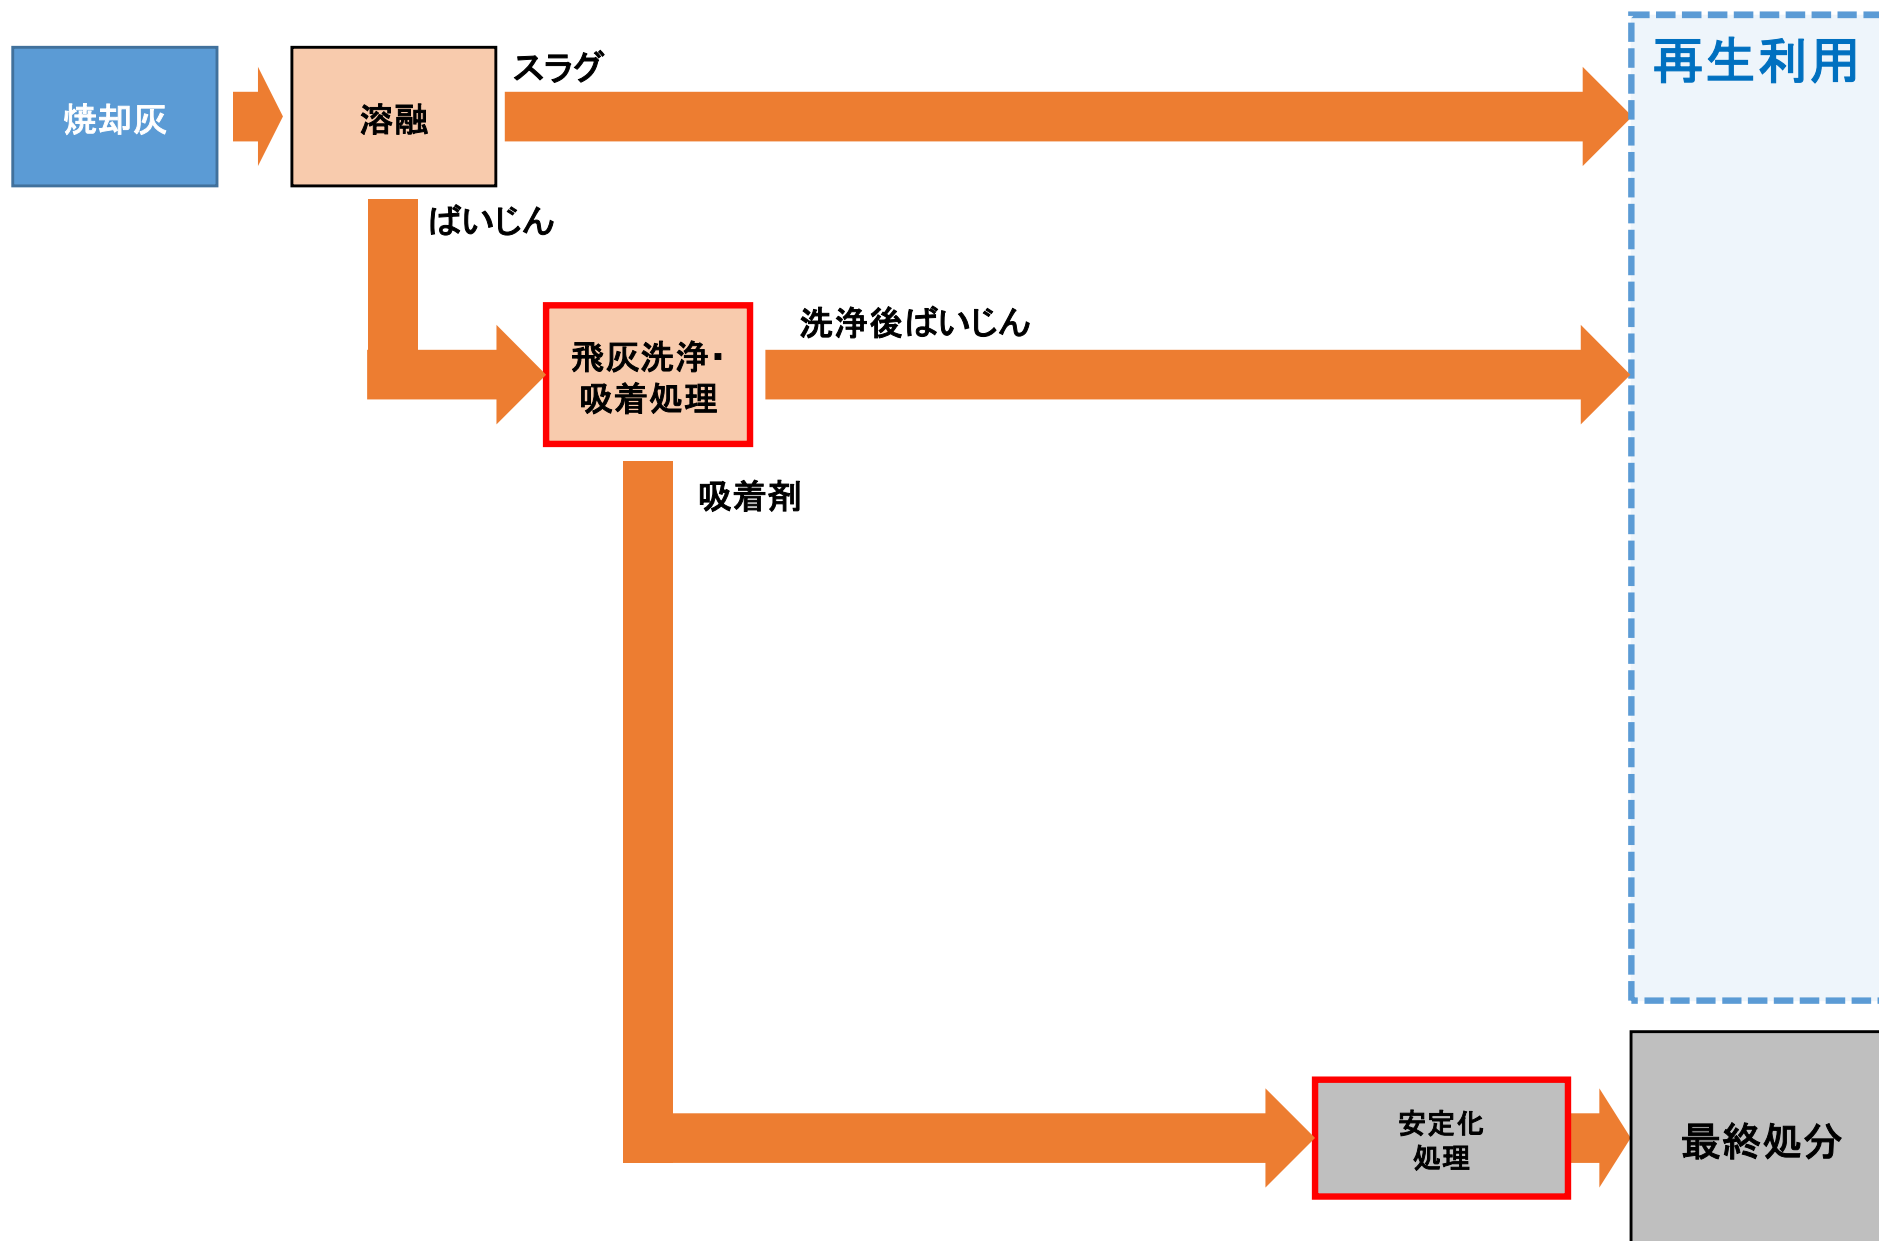 再生利用
スラグ
焼却灰
溶融
ばいじん
洗浄後ばいじん
飛灰洗浄・
吸着処理
吸着剤
安定化
処理
最終処分